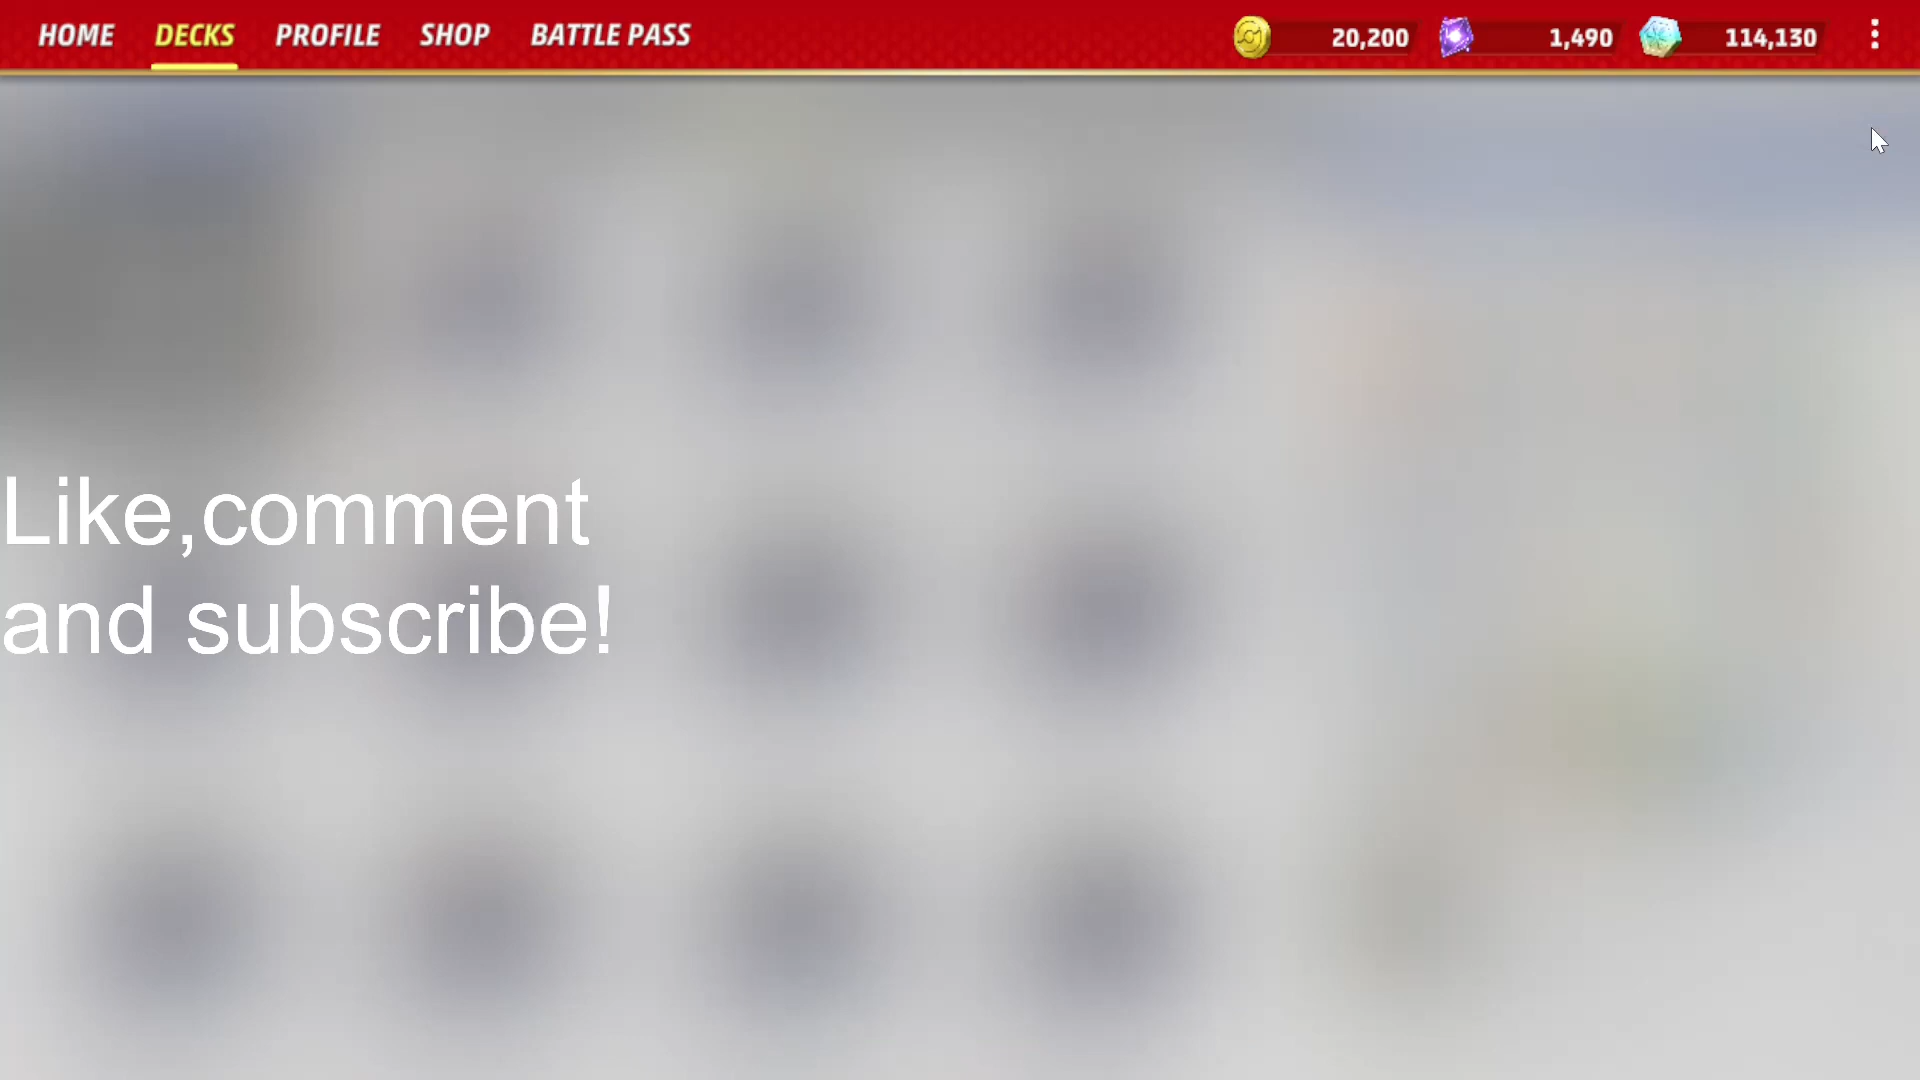 HOME DECKS PROFILE SHOP BATTLE PASS 20,200 1,490 114,130
Like,comment
and subscribe!